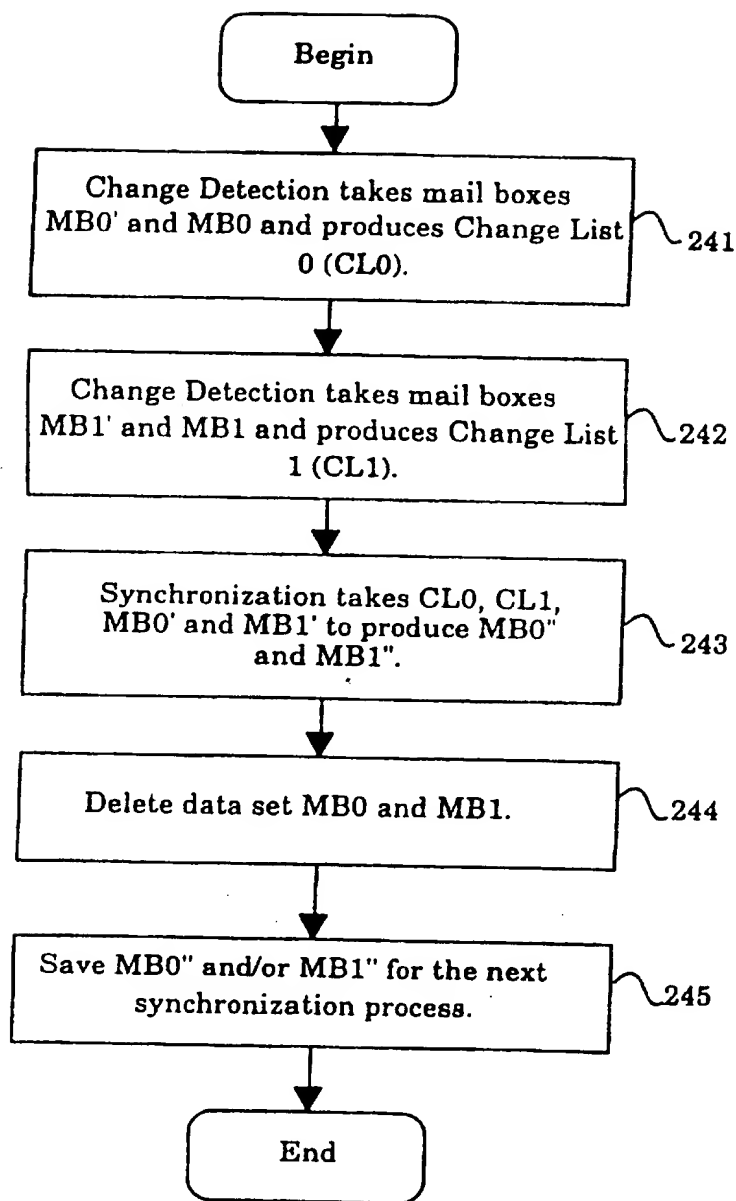 Begin
Change Detection takes mail boxes
MB0' and MB0 and produces Change List
0 (CL0).
241
Change Detection takes mail boxes
MB1' and MB1 and produces Change List
1 (CL1).
242
Synchronization takes CL0, CL1,
MB0' and MB1' to produce MB0"
and MB1".
243
Delete data set MB0 and MB1.
244
Save MB0" and/or MB1" for the next
synchronization process.
245
End